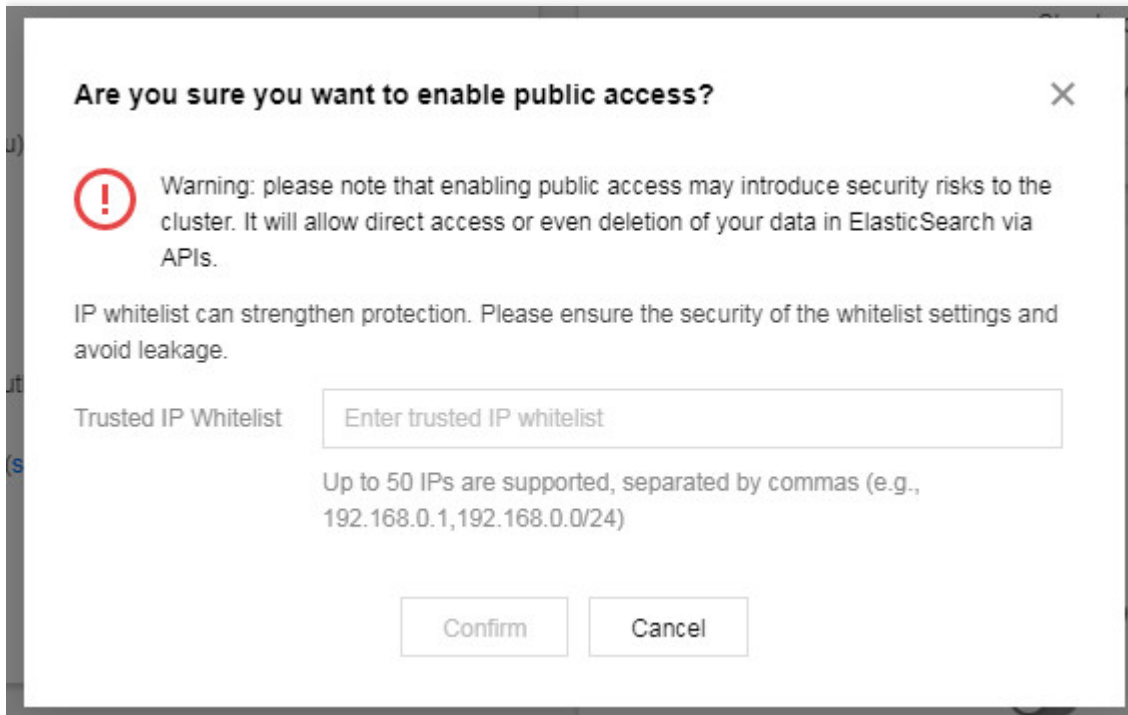 Are you sure you want to enable public access?
Warning: please note that enabling public access may introduce security risks to the
cluster. It will allow direct access or even deletion of your data in ElasticSearch via
APIs.
IP whitelist can strengthen protection. Please ensure the security of the whitelist settings and
avoid leakage.
Trusted IP Whitelist
Enter trusted IP whitelist
Up to 50 IPs are supported, separated by commas (e.g.,
192.168.0.1,192.168.0.0/24)
Confirm
Cancel